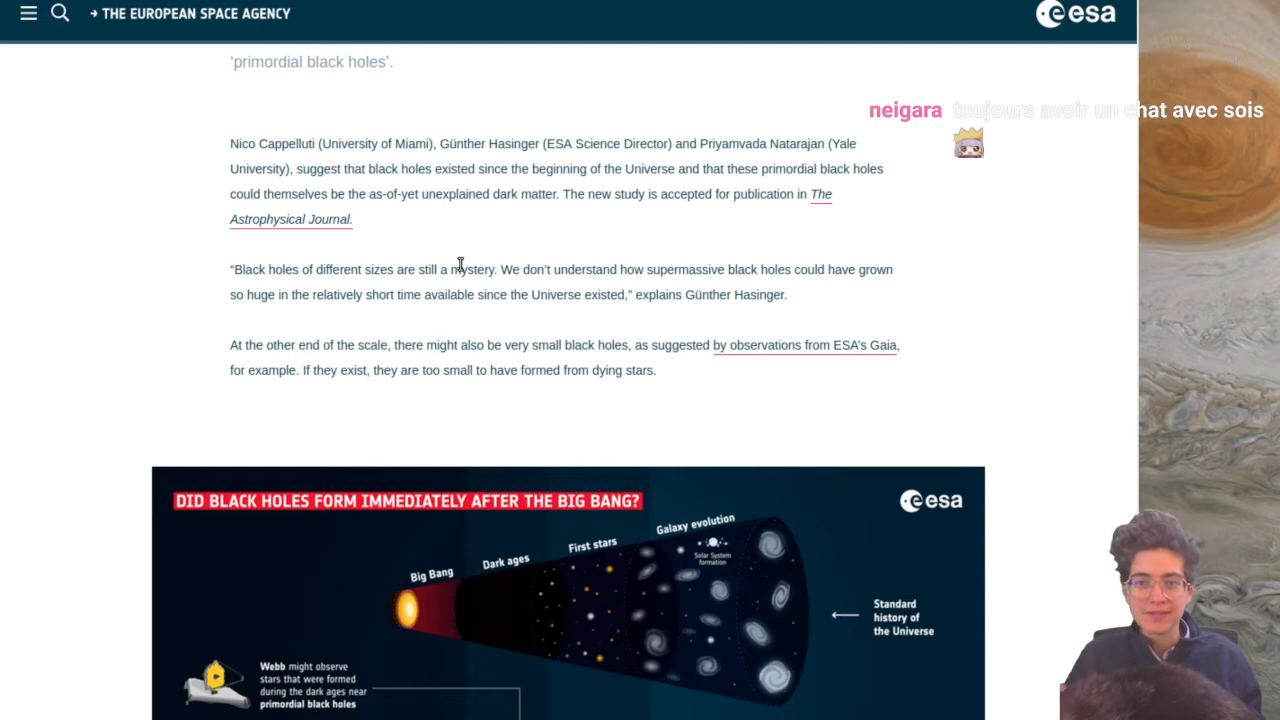 → THE EUROPEAN SPACE AGENCY
esa
‘primordial black holes’.
neigara toujours avoir un chat avec sois
Nico Cappelluti (University of Miami), Günther Hasinger (ESA Science Director) and Priyamvada Natarajan (Yale
University), suggest that black holes existed since the beginning of the Universe and that these primordial black holes
could themselves be the as-of-yet unexplained dark matter. The new study is accepted for publication in The
Astrophysical Journal.
“Black holes of different sizes are still a mystery. We don’t understand how supermassive black holes could have grown
so huge in the relatively short time available since the Universe existed,” explains Günther Hasinger.
At the other end of the scale, there might also be very small black holes, as suggested by observations from ESA’s Gaia,
for example. If they exist, they are too small to have formed from dying stars.
DID BLACK HOLES FORM IMMEDIATELY AFTER THE BIG BANG?
esa
Big Bang
Dark ages
First stars
Galaxy evolution
Solar System
formation
Standard
history of
the Universe
Webb might observe
stars that were formed
during the dark ages near
primordial black holes